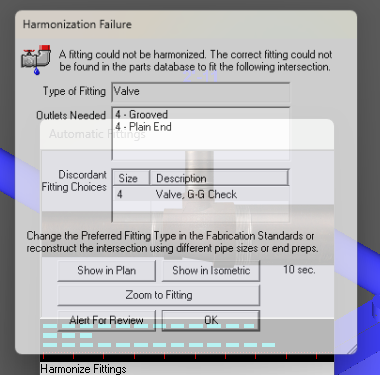 Harmonization Failure
A fitting could not be harmonized. The correct fitting could not
be found in the parts database to fit the following intersection.
Type of Fitting
Valve
Outlets Needed
4 - Grooved
4 - Plain End
Automatic Fittings
Discordant
Fitting Choices
Size
Description
4
Valve, G-G Check
Change the Preferred Fitting Type in the Fabrication Standards or
reconstruct the intersection using different pipe sizes or end preps.
Show in Plan
Show in Isometric
10 sec.
Zoom to Fitting
Alert For Review
OK
Harmonize Fittings